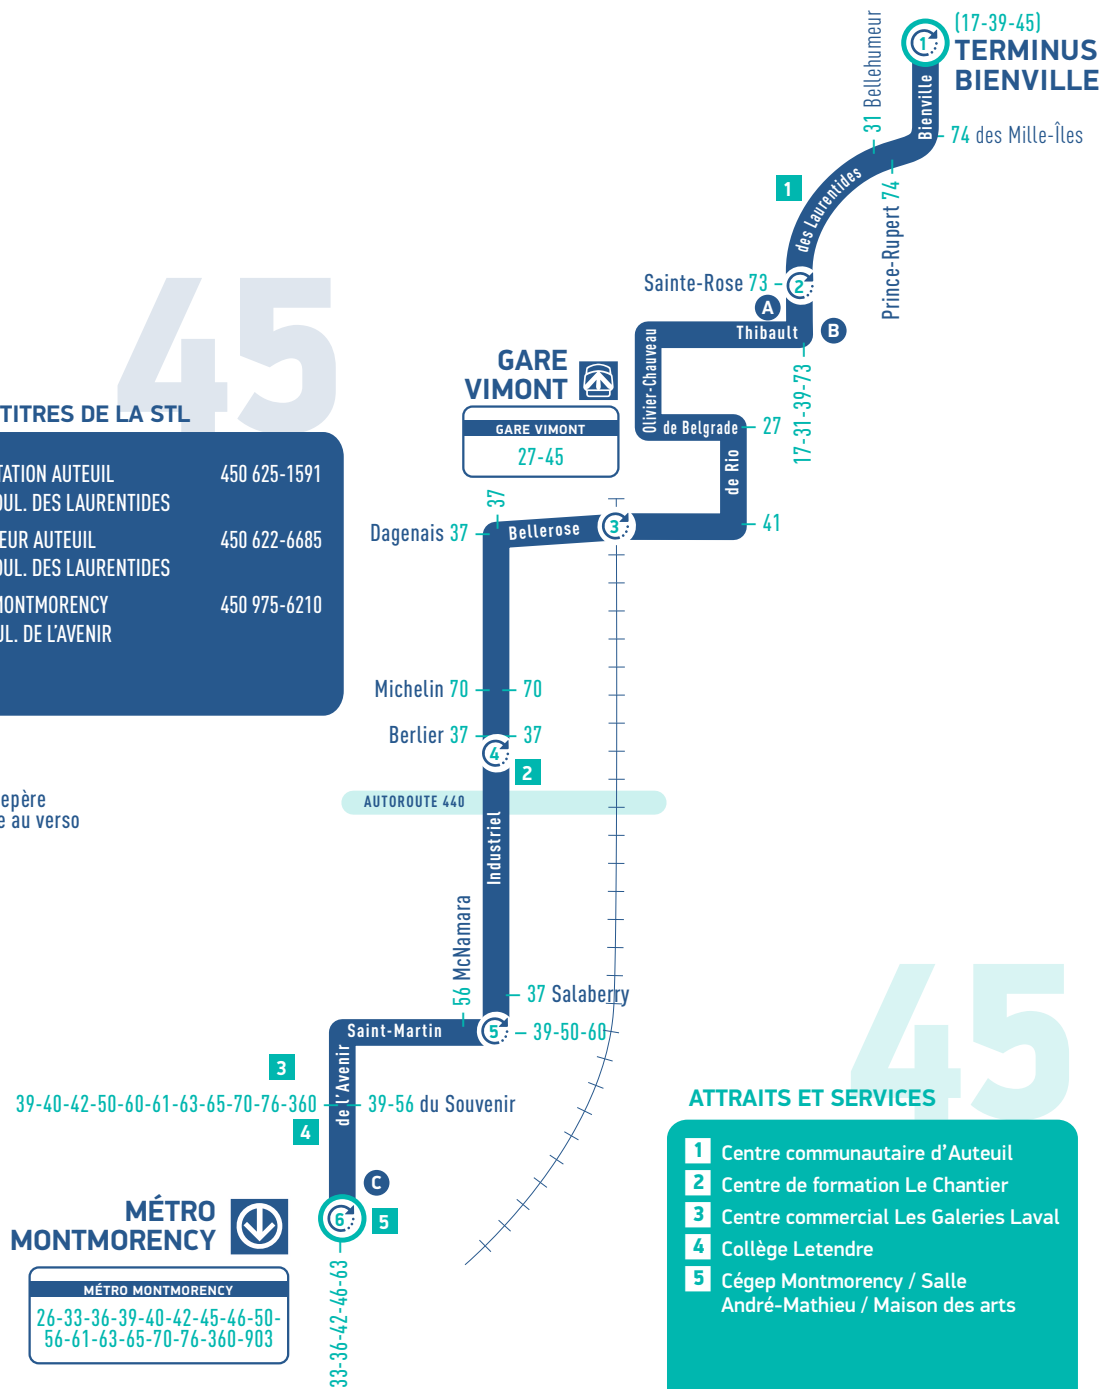 (17-39-45)
TERMINUS
BIENVILLE
1
Bienville
31 Bellehumeur
74 des Mille-Îles
1
des Laurentides
Prince-Rupert 74
Sainte-Rose 73
2
A
B
Thibault
17-31-39-73
Olivier-Chauveau
GARE
VIMONT
GARE VIMONT
27-45
de Belgrade
27
de Rio
41
45
TITRES DE LA STL
TATION AUTEUIL 450 625-1591
OUL. DES LAURENTIDES
EUR AUTEUIL 450 622-6685
OUL. DES LAURENTIDES
MONTMORENCY 450 975-6210
UL. DE L'AVENIR
37
Dagenais 37
Bellerose
3
Michelin 70
70
Berlier 37
37
4
2
epère
e au verso
AUTOROUTE 440
Industriel
56 McNamara
37 Salaberry
Saint-Martin
5
39-50-60
3
de l'Avenir
39-40-42-50-60-61-63-65-70-76-360
39-56 du Souvenir
4
C
6
5
MÉTRO
MONTMORENCY
MÉTRO MONTMORENCY
26-33-36-39-40-42-45-46-50-
56-61-63-65-70-76-360-903
33-36-42-46-63
45
ATTRAITS ET SERVICES
1 Centre communautaire d'Auteuil
2 Centre de formation Le Chantier
3 Centre commercial Les Galeries Laval
4 Collège Letendre
5 Cégep Montmorency / Salle
André-Mathieu / Maison des arts